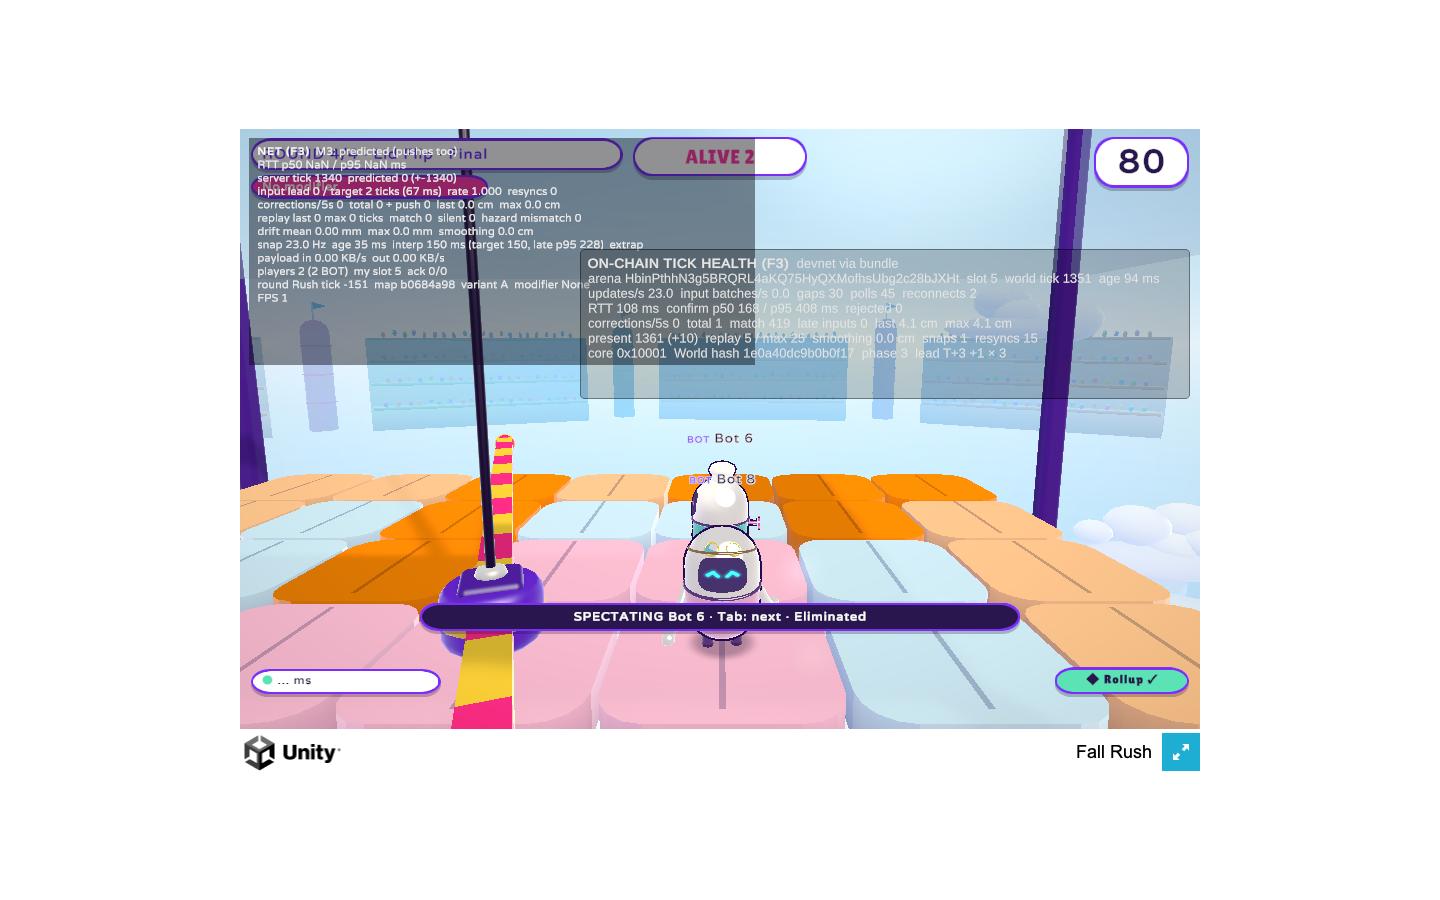 NET (F3) M3: predicted (pushes too)
RTT p50 NaN / p95 NaN ms
server tick 1340 predicted 0 (+-1340)
input lead 0 / target 2 ticks (67 ms) rate 1.000 resyncs 0
corrections/5s 0 total 0 + push 0 last 0.0 cm max 0.0 cm
replay last 0 max 0 ticks match 0 silent 0 hazard mismatch 0
drift mean 0.00 mm max 0.0 mm smoothing 0.0 cm
snap 23.0 Hz age 35 ms interp 150 ms (target 150, late p95 228) extrap
payload in 0.00 KB/s out 0.00 KB/s
players 2 (2 BOT) my slot 5 ack 0/0
round Rush tick -151 map b0684a98 variant A modifier None
FPS 1
Final
No modifier
ALIVE 2
80
ON-CHAIN TICK HEALTH (F3) devnet via bundle
arena HbinPthhN3g5BRQRL4aKQ75HyQXMofhsUbg2c28bJXHt slot 5 world tick 1351 age 94 ms
updates/s 23.0 input batches/s 0.0 gaps 30 polls 45 reconnects 2
RTT 108 ms confirm p50 168 / p95 408 ms rejected 0
corrections/5s 0 total 1 match 419 late inputs 0 last 4.1 cm max 4.1 cm
present 1361 (+10) replay 5 / max 25 smoothing 0.0 cm snaps 1 resyncs 15
core 0x10001 World hash 1e0a40dc9b0b0f17 phase 3 lead T+3 +1 × 3
BOT Bot 6
BOT Bot 8
SPECTATING Bot 6 · Tab: next · Eliminated
... ms
◆ Rollup ✓
Unity
Fall Rush